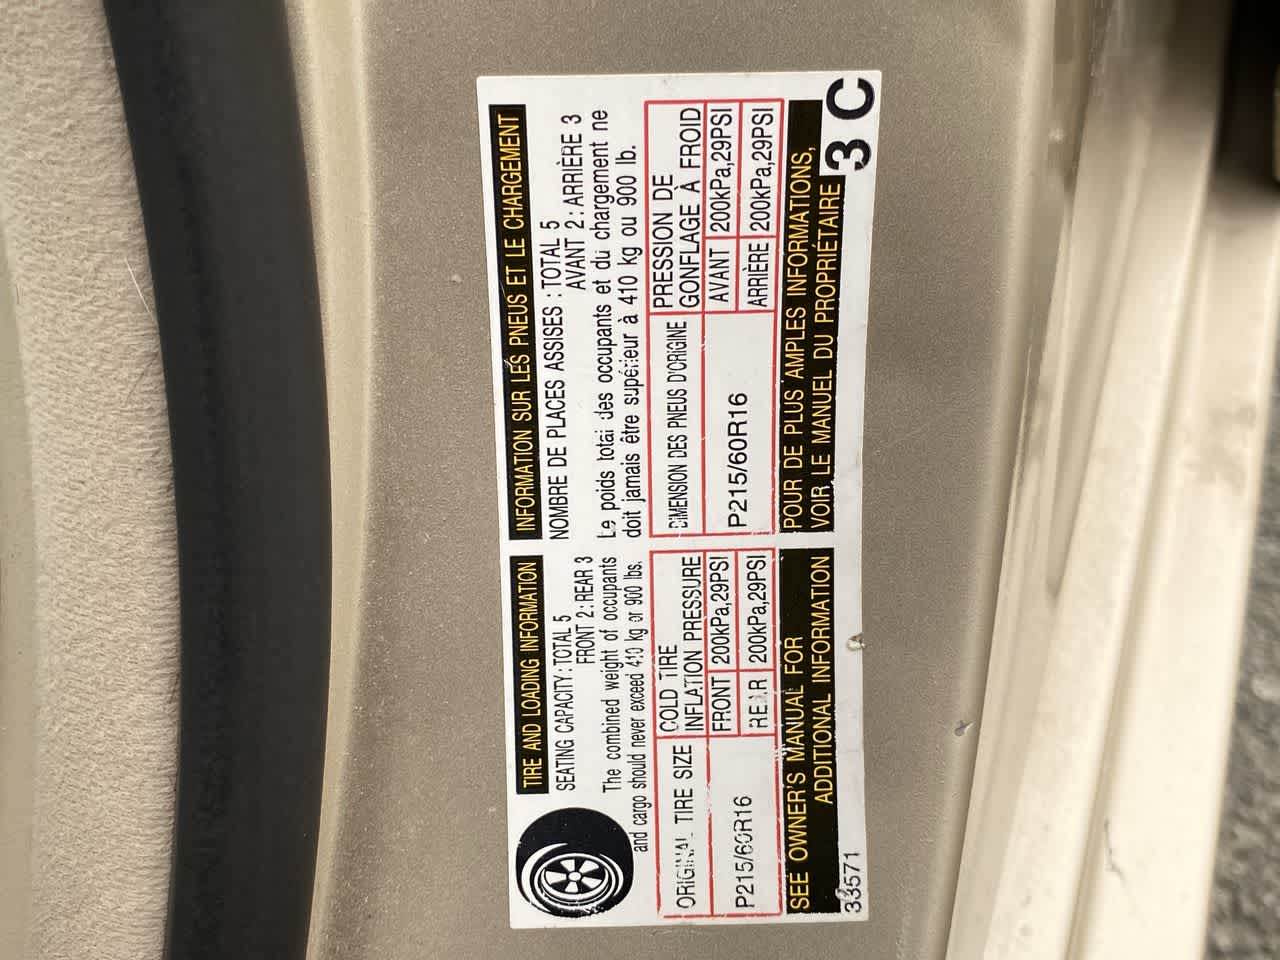 TIRE AND LOADING INFORMATION
SEATING CAPACITY : TOTAL 5
FRONT 2 : REAR 3
The combined weight of occupants
and cargo should never exceed 410 kg or 900 lbs.
ORIGINAL TIRE SIZE
COLD TIRE
INFLATION PRESSURE
P215/60R16
FRONT 200kPa,29PSI
REAR 200kPa,29PSI
SEE OWNER'S MANUAL FOR
ADDITIONAL INFORMATION
33571
INFORMATION SUR LES PNEUS ET LE CHARGEMENT
NOMBRE DE PLACES ASSISES : TOTAL 5
AVANT 2 : ARRIÈRE 3
Le poids total des occupants et du chargement ne
doit jamais être supérieur à 410 kg ou 900 lb.
DIMENSION DES PNEUS D'ORIGINE
PRESSION DE
GONFLAGE À FROID
P215/60R16
AVANT 200kPa,29PSI
ARRIÈRE 200kPa,29PSI
POUR DE PLUS AMPLES INFORMATIONS,
VOIR LE MANUEL DU PROPRIÉTAIRE
3C